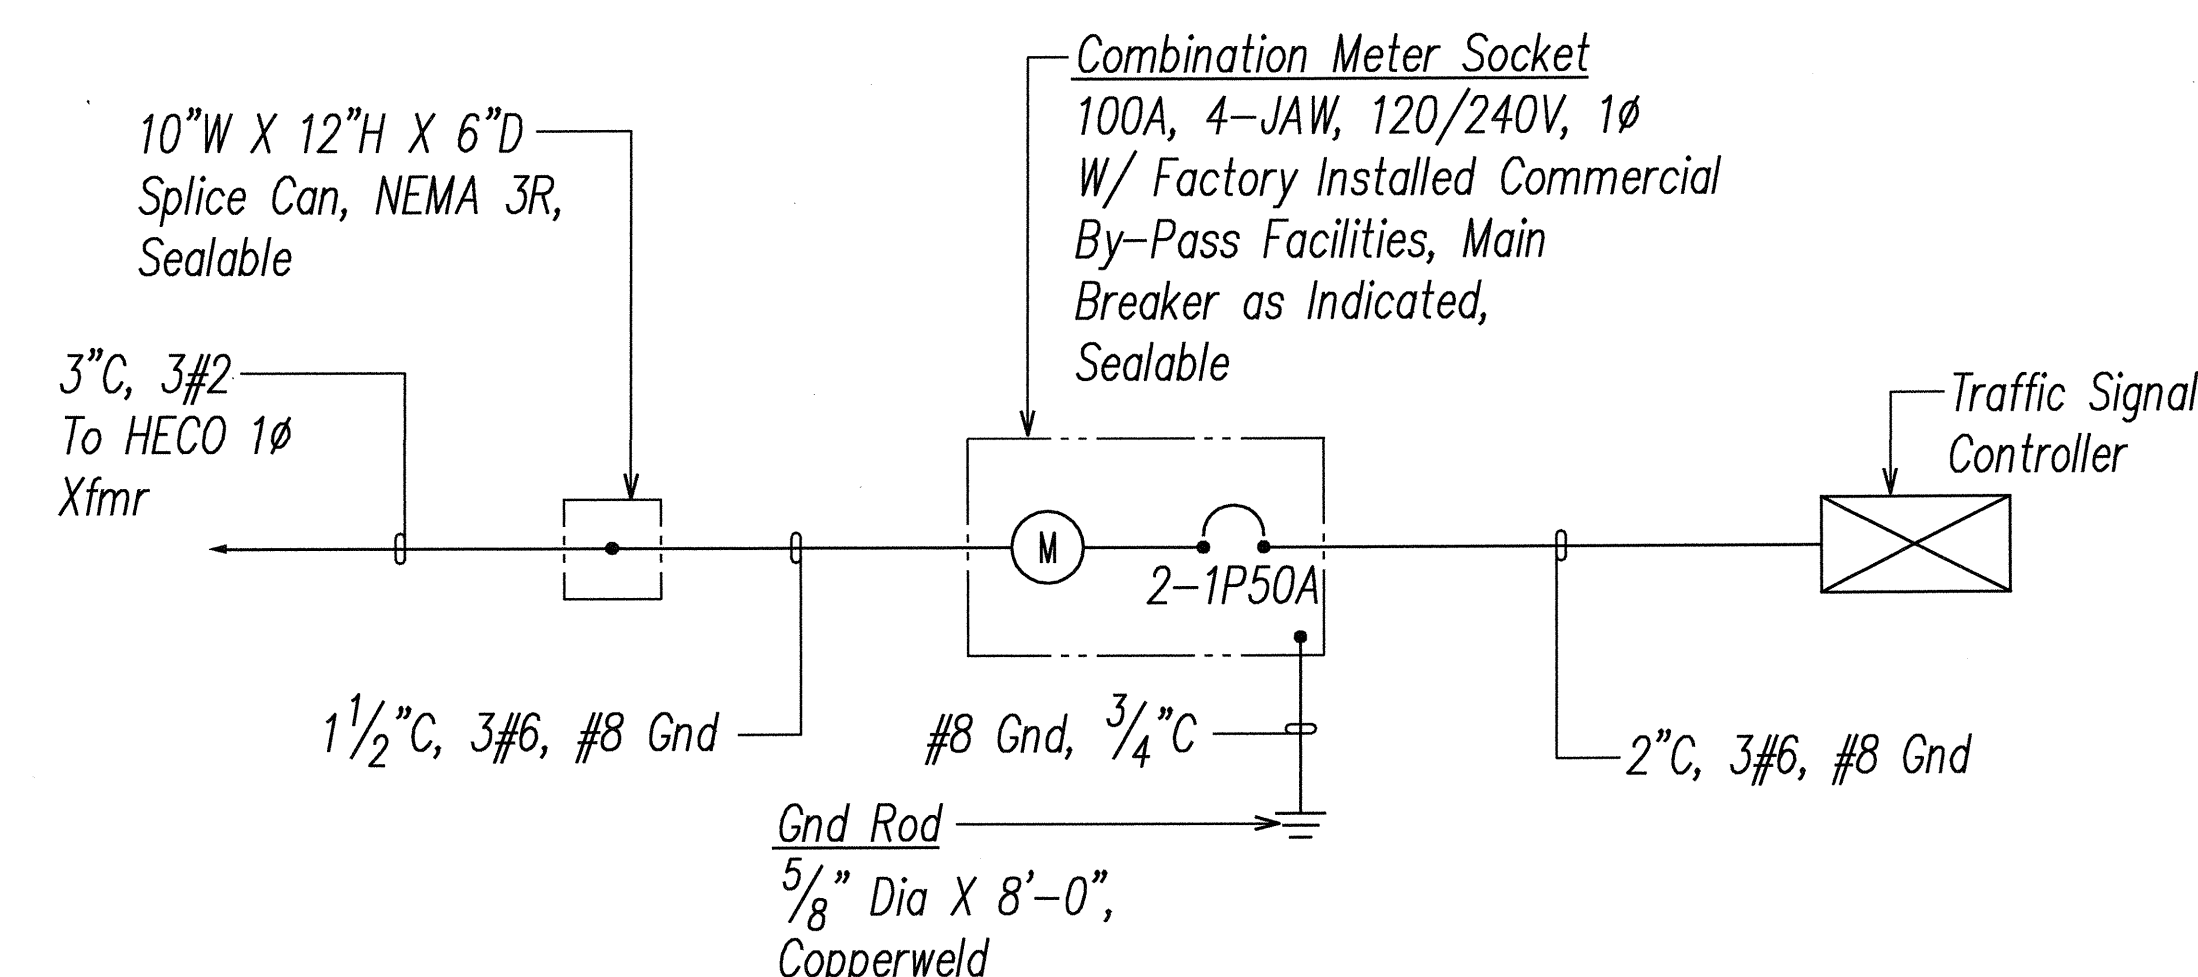 Combination Meter Socket
100A, 4-JAW, 120/240V, 1ø
W/ Factory Installed Commercial
By-Pass Facilities, Main
Breaker as Indicated,
Sealable
10"W X 12"H X 6"D
Splice Can, NEMA 3R,
Sealable
3"C, 3#2
To HECO 1ø
Xfmr
Traffic Signal
Controller
M
2-1P50A
1 1/2"C, 3#6, #8 Gnd
#8 Gnd, 3/4"C
2"C, 3#6, #8 Gnd
Gnd Rod
5/8" Dia X 8'-0",
Copperweld